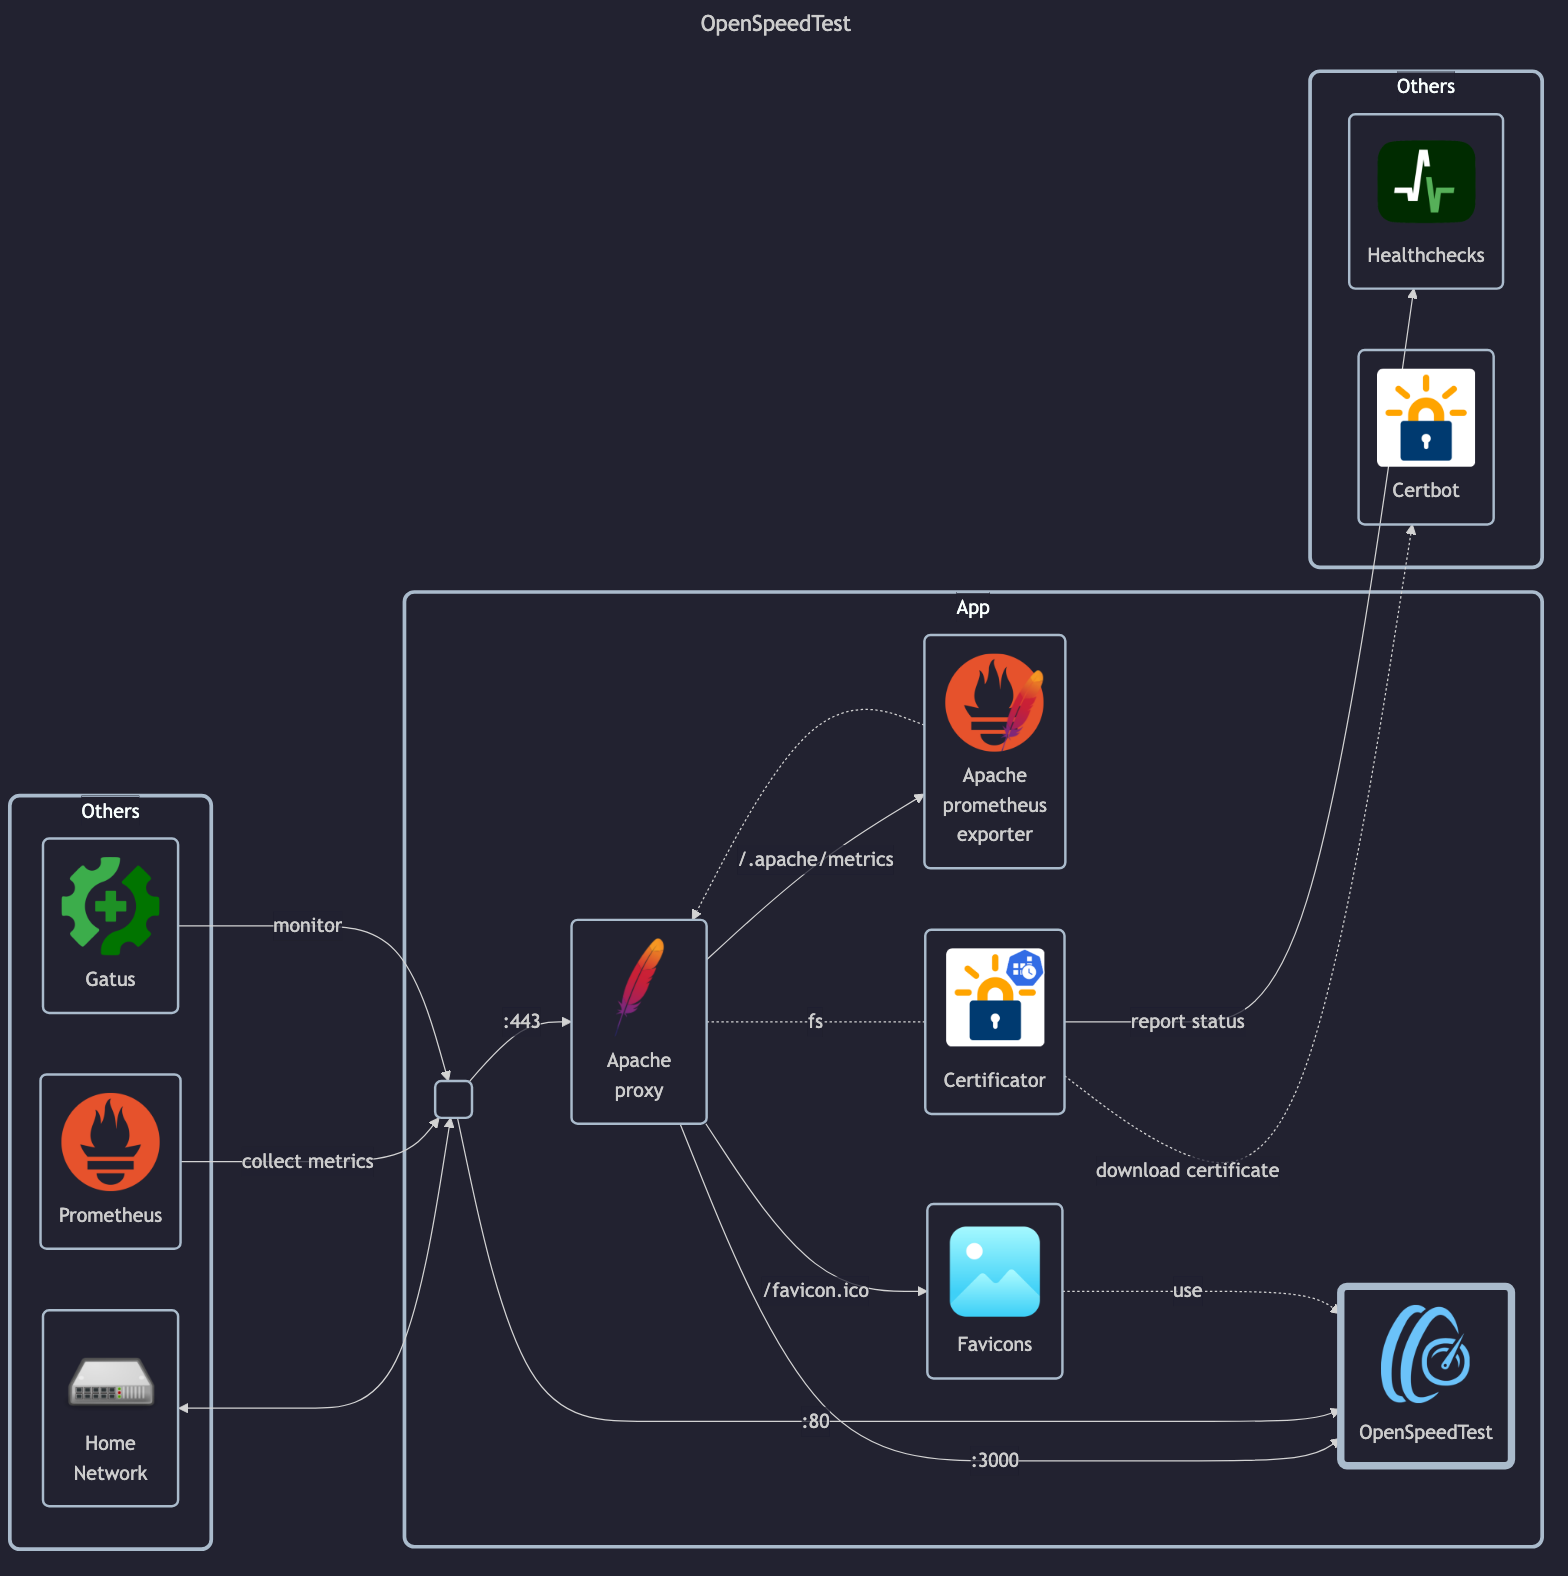 OpenSpeedTest
Others
Healthchecks
Certbot
App
Apache
prometheus
exporter
/.apache/metrics
Others
Gatus
monitor
:443
Apache
proxy
fs
Certificator
report status
Prometheus
collect metrics
download certificate
/favicon.ico
Favicons
use
Home
Network
:80
:3000
OpenSpeedTest